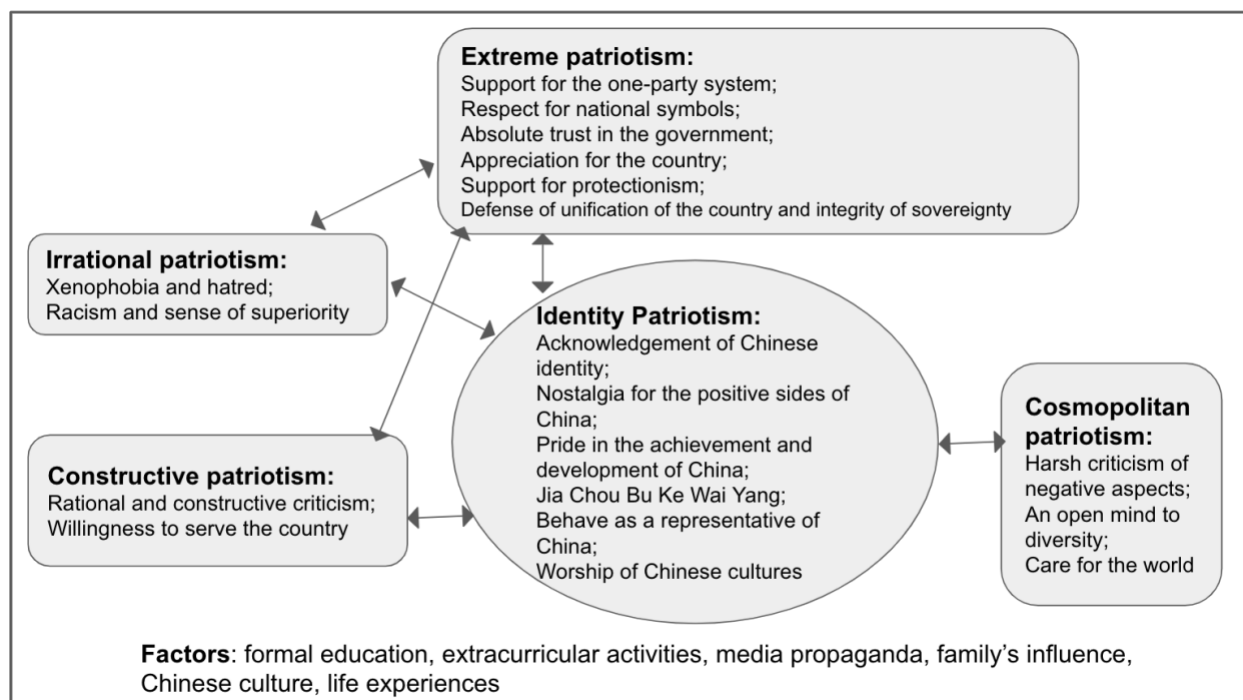 Extreme patriotism:
Support for the one-party system;
Respect for national symbols;
Absolute trust in the government;
Appreciation for the country;
Support for protectionism;
Defense of unification of the country and integrity of sovereignty
Irrational patriotism:
Xenophobia and hatred;
Racism and sense of superiority
Identity Patriotism:
Acknowledgement of Chinese
identity;
Nostalgia for the positive sides of
China;
Pride in the achievement and
development of China;
Jia Chou Bu Ke Wai Yang;
Behave as a representative of
China;
Worship of Chinese cultures
Constructive patriotism:
Rational and constructive criticism;
Willingness to serve the country
Cosmopolitan
patriotism:
Harsh criticism of
negative aspects;
An open mind to
diversity;
Care for the world
Factors: formal education, extracurricular activities, media propaganda, family’s influence,
Chinese culture, life experiences